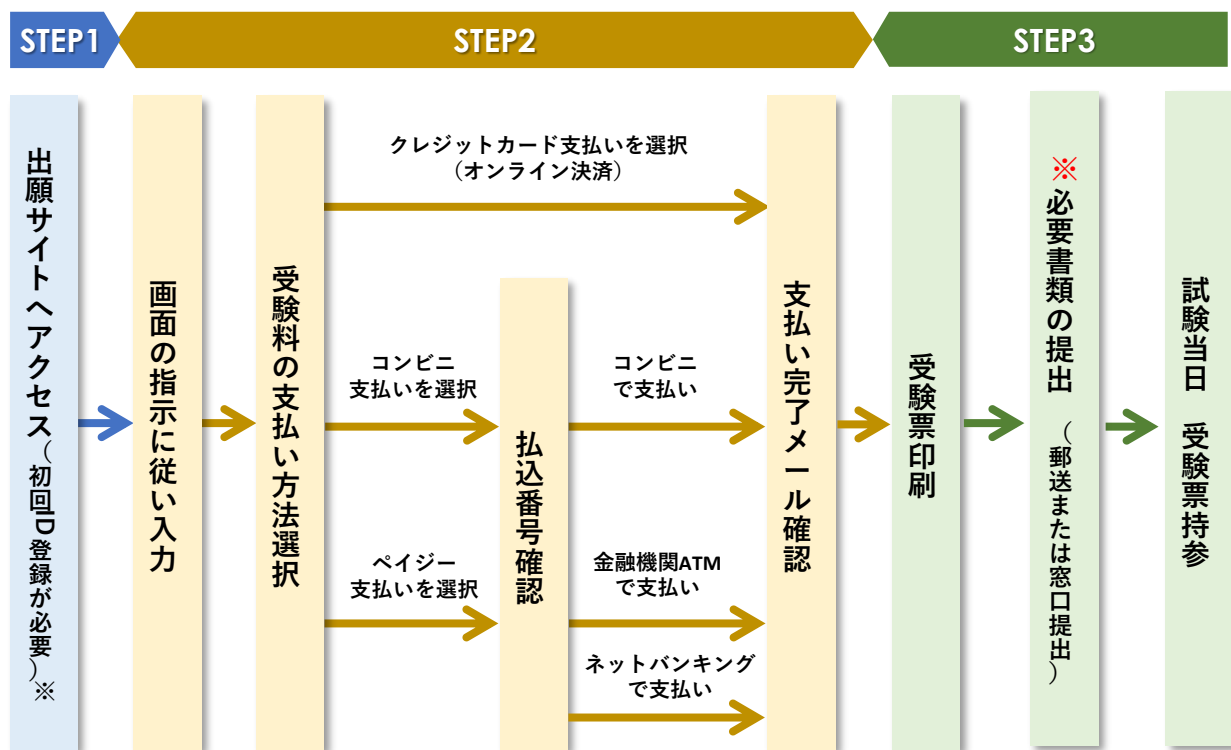 STEP1
STEP2
STEP3
出願サイトへアクセス(初回ID登録が必要)※
画面の指示に従い入力
受験料の支払い方法選択
クレジットカード支払いを選択
(オンライン決済)
コンビニ
支払いを選択
ペイジー
支払いを選択
払込番号確認
コンビニ
で支払い
金融機関ATM
で支払い
ネットバンキング
で支払い
支払い完了メール確認
受験票印刷
※必要書類の提出 (郵送または窓口提出)
試験当日 受験票持参